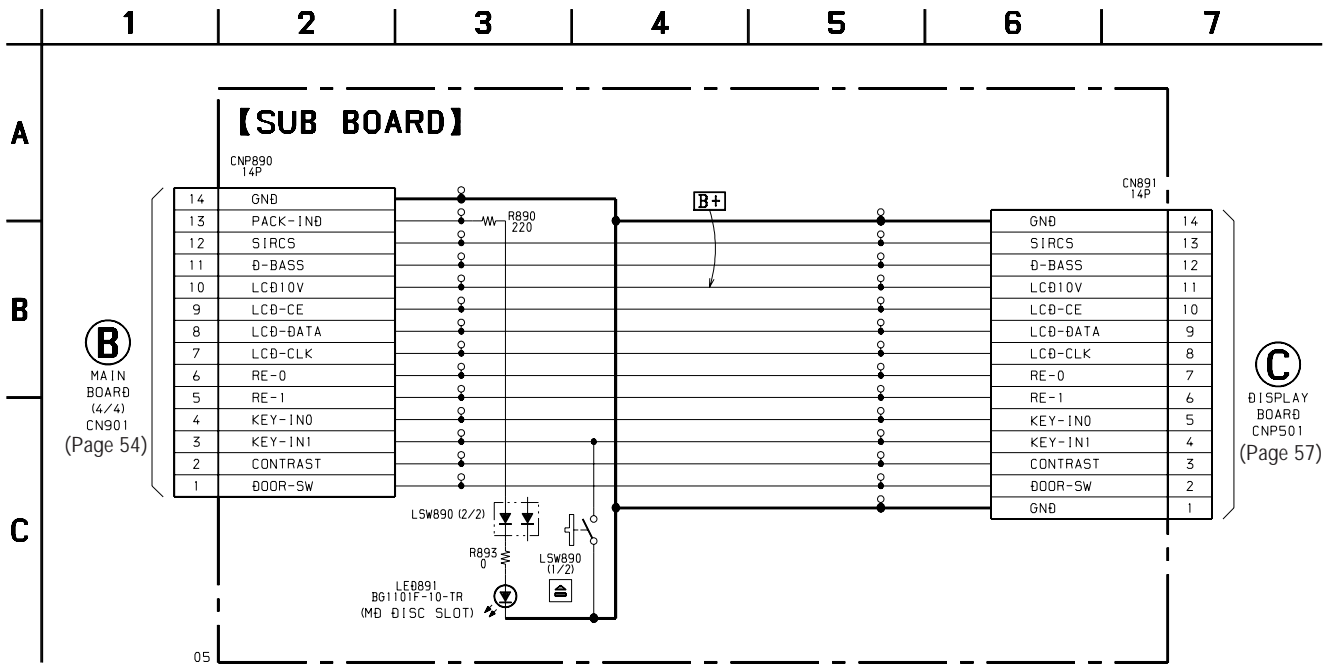 1 2 3 4 5 6 7
A
【SUB BOARD】
CNP890
14P
CN891
14P
B+
14 GND
13 PACK-IND
12 SIRCS
11 D-BASS
10 LCD10V
9 LCD-CE
8 LCD-DATA
7 LCD-CLK
6 RE-0
5 RE-1
4 KEY-IN0
3 KEY-IN1
2 CONTRAST
1 DOOR-SW
R890
220
GND 14
SIRCS 13
D-BASS 12
LCD10V 11
LCD-CE 10
LCD-DATA 9
LCD-CLK 8
RE-0 7
RE-1 6
KEY-IN0 5
KEY-IN1 4
CONTRAST 3
DOOR-SW 2
GND 1
B
B
MAIN
BOARD
(4/4)
CN901
(Page 54)
C
DISPLAY
BOARD
CNP501
(Page 57)
C
LSW890 (2/2)
R893
0
LSW890
(1/2)
LED891
BG1101F-10-TR
(MD DISC SLOT)
05